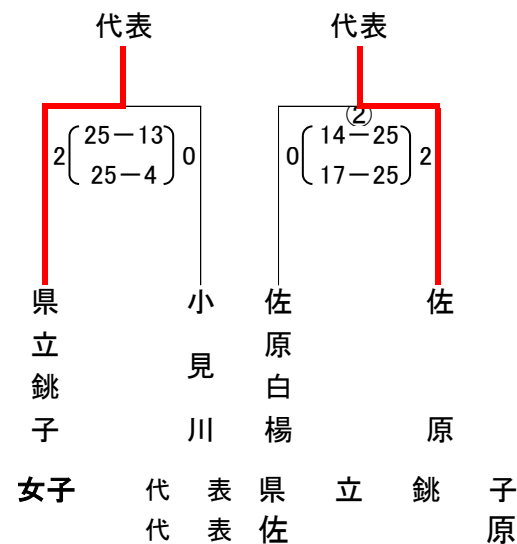 代表 代表
②
2 25－13 0 0 14－25 2
25－4 17－25
県立銚子 小見川 佐原白楊 佐原
女子 代表 県立銚子
代表 佐原